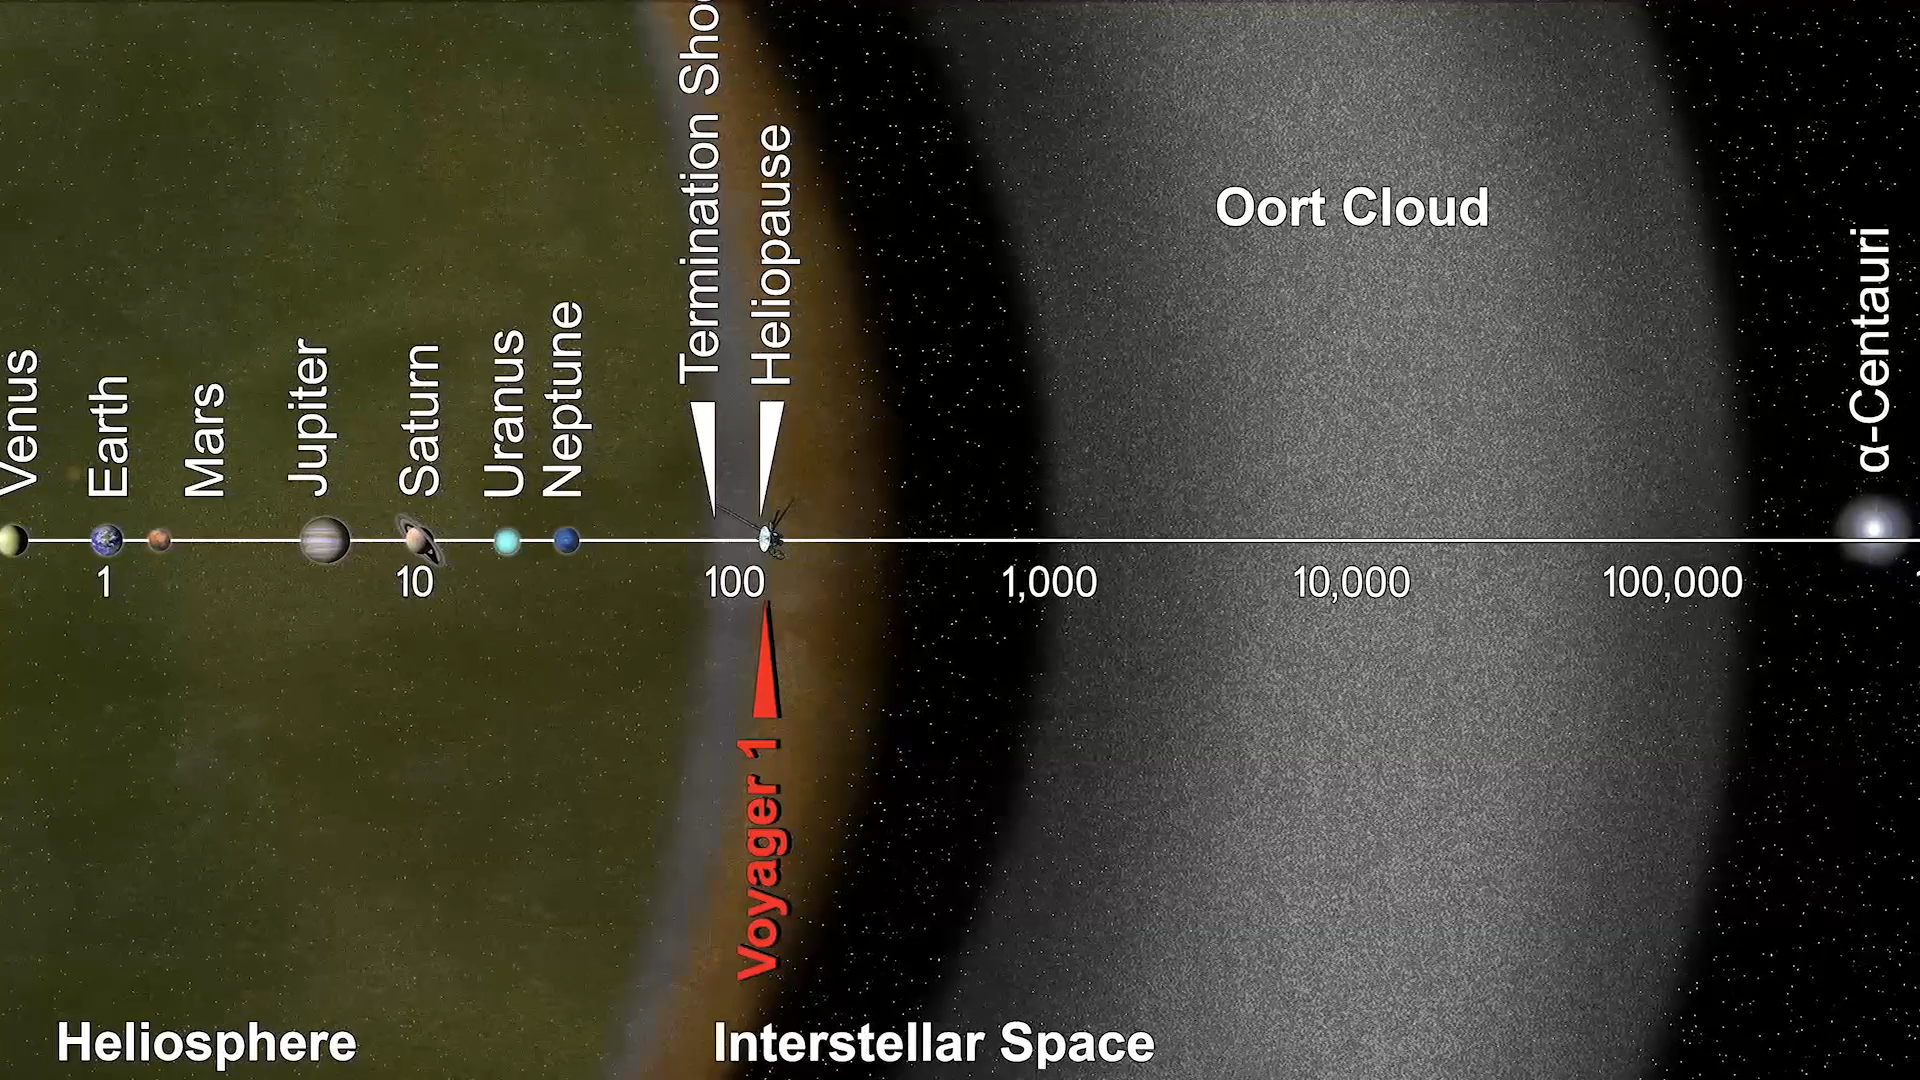 Venus
Earth
Mars
Jupiter
Saturn
Uranus
Neptune
Termination Sho
Heliopause
Oort Cloud
α-Centauri
1
10
100
1,000
10,000
100,000
Voyager 1
Heliosphere
Interstellar Space